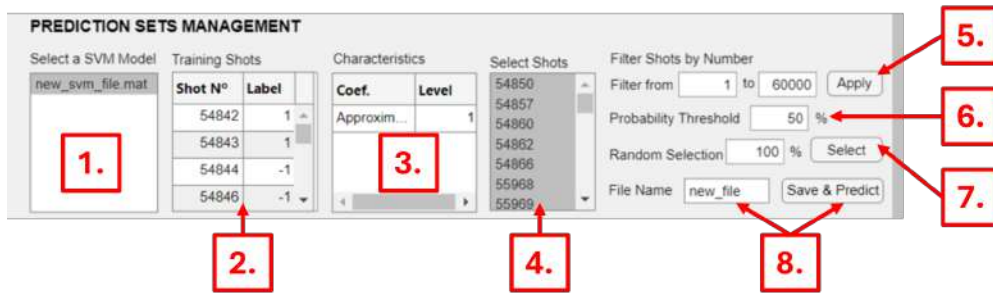 PREDICTION SETS MANAGEMENT
Select a SVM Model
new_svm_file.mat
1.
Training Shots
Shot Nº Label
54842 1
54843 1
54844 -1
54846 -1
2.
Characteristics
Coef. Level
Approxim... 1
3.
Select Shots
54850
54857
54860
54862
54866
55968
55969
4.
Filter Shots by Number
Filter from 1 to 60000 Apply
5.
Probability Threshold 50 %
6.
Random Selection 100 % Select
7.
File Name new_file Save & Predict
8.